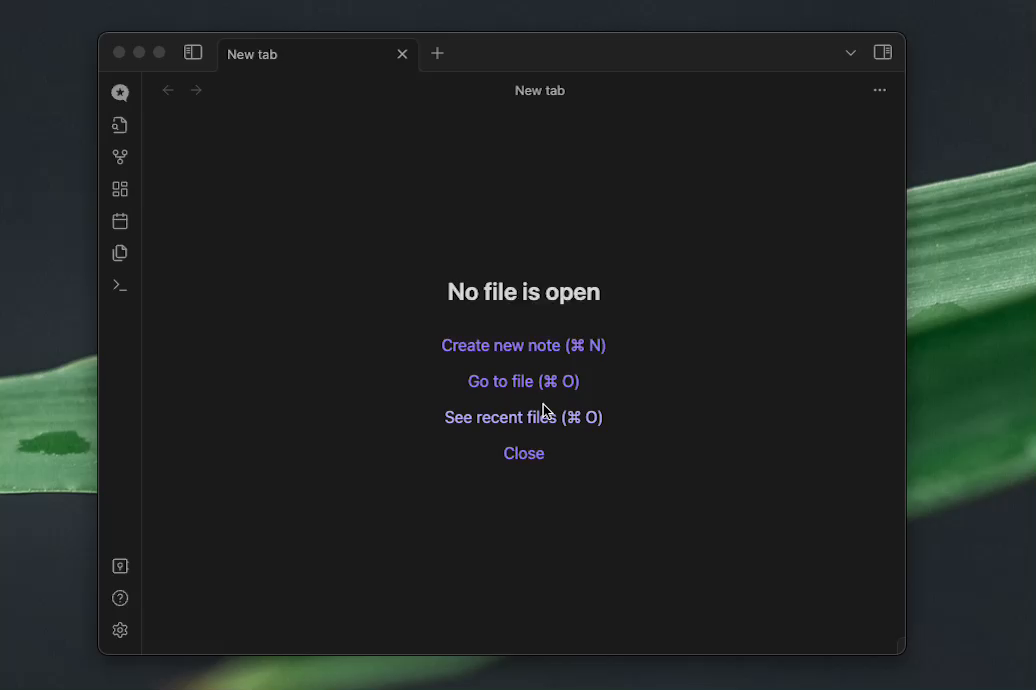 New tab
New tab
No file is open
Create new note (⌘ N)
Go to file (⌘ O)
See recent files (⌘ O)
Close